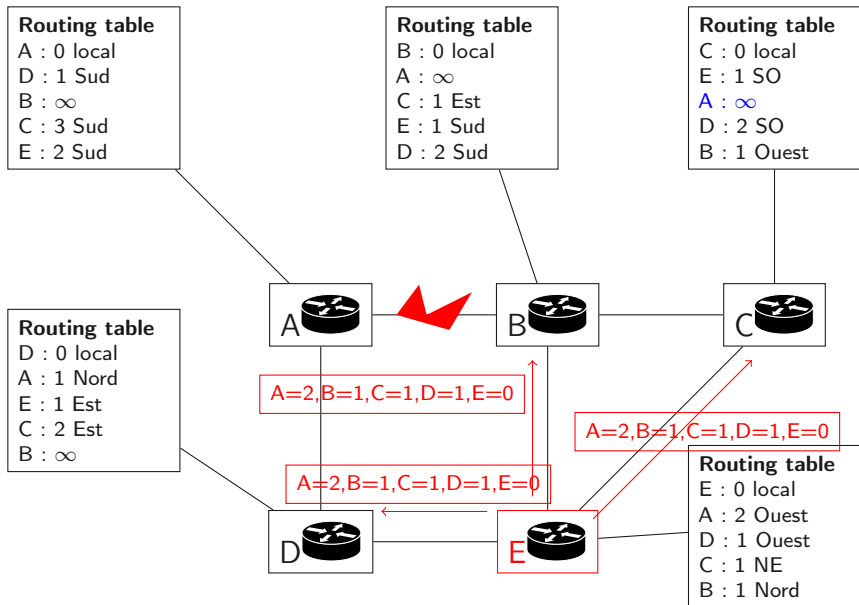 Routing table
A : 0 local
D : 1 Sud
B : ∞
C : 3 Sud
E : 2 Sud
Routing table
B : 0 local
A : ∞
C : 1 Est
E : 1 Sud
D : 2 Sud
Routing table
C : 0 local
E : 1 SO
A : ∞
D : 2 SO
B : 1 Ouest
A
B
C
Routing table
D : 0 local
A : 1 Nord
E : 1 Est
C : 2 Est
B : ∞
A=2,B=1,C=1,D=1,E=0
A=2,B=1,C=1,D=1,E=0
A=2,B=1,C=1,D=1,E=0
D
E
Routing table
E : 0 local
A : 2 Ouest
D : 1 Ouest
C : 1 NE
B : 1 Nord